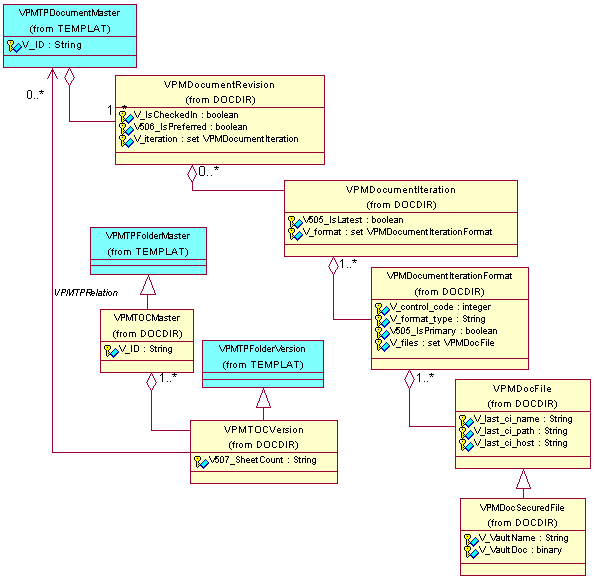 VPMTPDocumentMaster
(from TEMPLAT)
V_ID : String
0..*
1..*
VPMDocumentRevision
(from DOCDIR)
V_IsCheckedIn : boolean
V506_IsPreferred : boolean
V_iteration : set VPMDocumentIteration
0..*
VPMDocumentIteration
(from DOCDIR)
V505_IsLatest : boolean
V_format : set VPMDocumentIterationFormat
1..*
VPMTPFolderMaster
(from TEMPLAT)
VPMDocumentIterationFormat
(from DOCDIR)
V_control_code : integer
V_format_type : String
V505_IsPrimary : boolean
V_files : set VPMDocFile
1..*
VPMTPRelation
VPMTOCMaster
(from DOCDIR)
V_ID : String
1..*
VPMTPFolderVersion
(from TEMPLAT)
VPMTOCVersion
(from DOCDIR)
V507_SheetCount : String
VPMDocFile
(from DOCDIR)
V_last_ci_name : String
V_last_ci_path : String
V_last_ci_host : String
VPMDocSecuredFile
(from DOCDIR)
V_VaultName : String
V_VaultDoc : binary